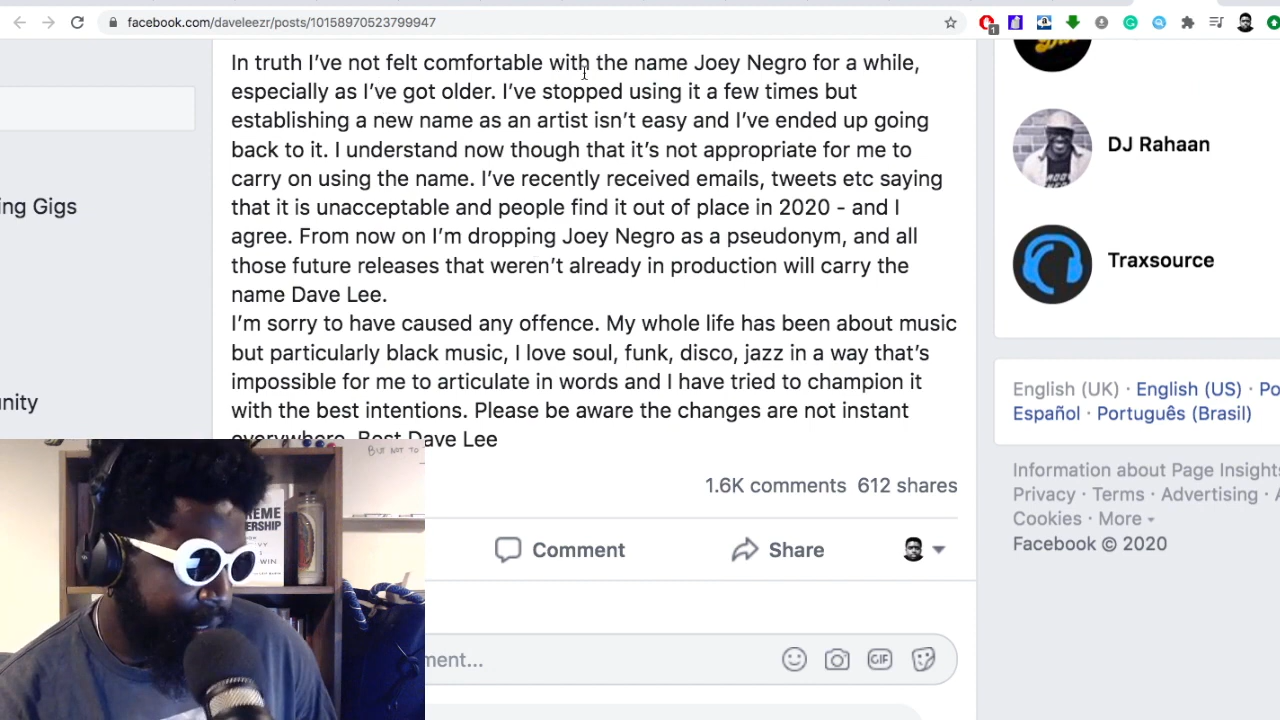 facebook.com/daveleezr/posts/10158970523799947
1
In truth I've not felt comfortable with the name Joey Negro for a while,
especially as I've got older. I've stopped using it a few times but
establishing a new name as an artist isn't easy and I've ended up going
back to it. I understand now though that it's not appropriate for me to
carry on using the name. I've recently received emails, tweets etc saying
that it is unacceptable and people find it out of place in 2020 - and I
agree. From now on I'm dropping Joey Negro as a pseudonym, and all
those future releases that weren't already in production will carry the
name Dave Lee.
I'm sorry to have caused any offence. My whole life has been about music
but particularly black music, I love soul, funk, disco, jazz in a way that's
impossible for me to articulate in words and I have tried to champion it
with the best intentions. Please be aware the changes are not instant
everywhere. Best Dave Lee
1.6K comments 612 shares
Comment Share
ment...
GIF
ing Gigs
unity
DJ Rahaan
Traxsource
English (UK) · English (US) · Po
Español · Português (Brasil)
Information about Page Insights
Privacy · Terms · Advertising ·
Cookies · More
Facebook © 2020
BUT NOT TO
WIN